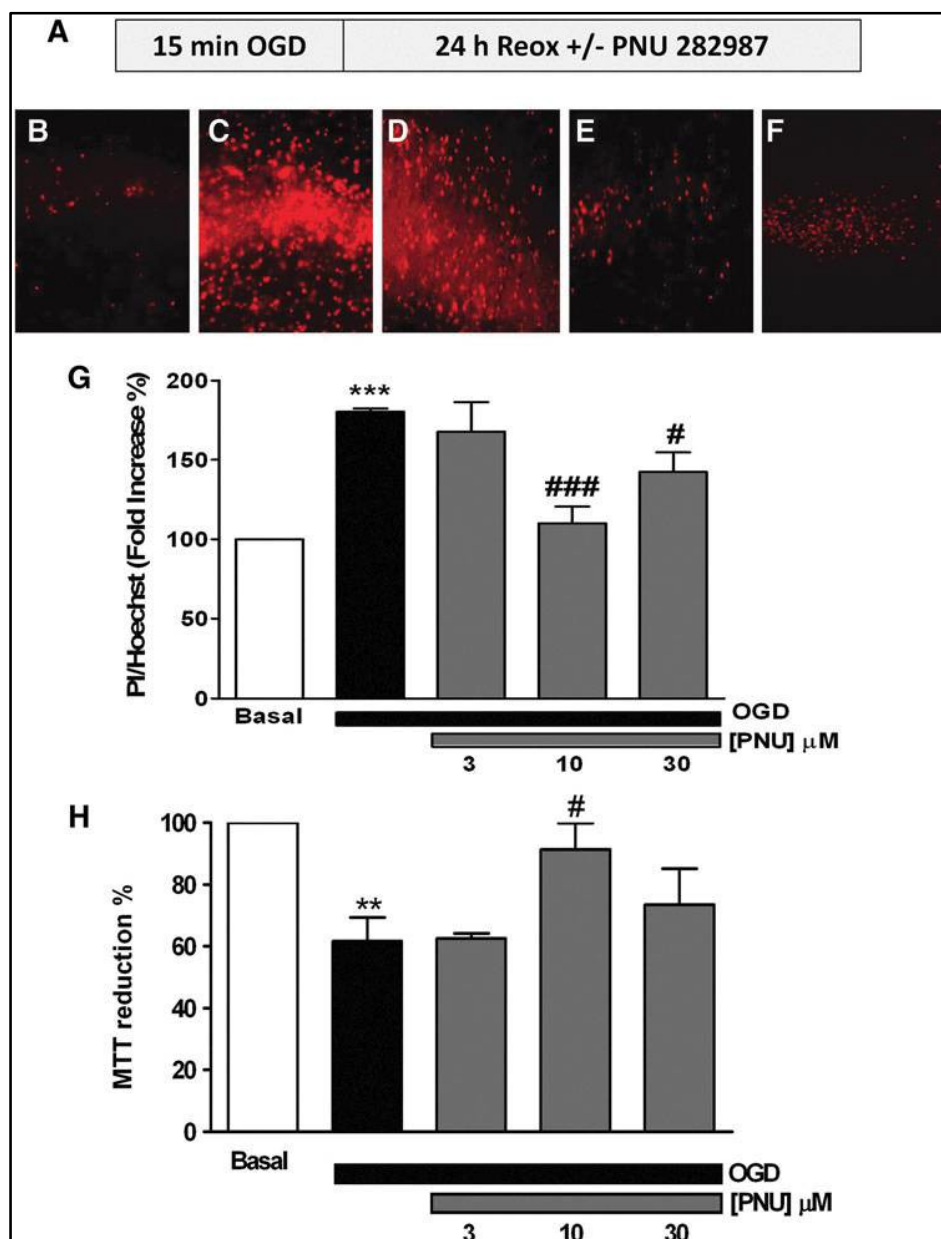 A
15 min OGD
24 h Reox +/- PNU 282987
B
C
D
E
F
G
PI/Hoechst (Fold Increase %)
200
150
100
50
0
***
###
#
Basal
OGD
[PNU] μM
3
10
30
H
MTT reduction %
100
80
60
40
20
0
**
#
Basal
OGD
[PNU] μM
3
10
30